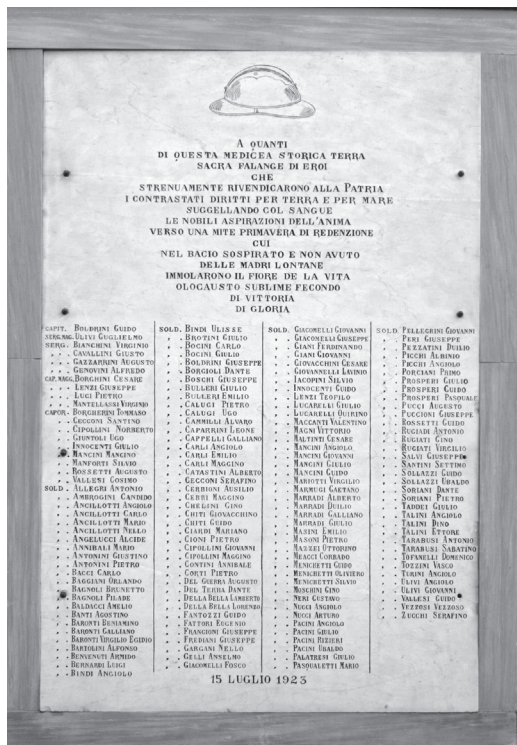 A QUANTI
DI QUESTA MEDICEA STORICA TERRA
SACRA FALANGE DI EROI
CHE
STRENUAMENTE RIVENDICARONO ALLA PATRIA
I CONTRASTATI DIRITTI PER TERRA E PER MARE
SUGGELLANDO COL SANGUE
LE NOBILI ASPIRAZIONI DELL'ANIMA
VERSO UNA MITE PRIMAVERA DI REDENZIONE
CUI
NEL BACIO SOSPIRATO E NON AVUTO
DELLE MADRI LONTANE
IMMOLARONO IL FIORE DE LA VITA
OLOCAUSTO SUBLIME FECONDO
DI VITTORIA
DI GLORIA
CAPIT. BOLDRINI GUIDO
SERG.MAG. ULIVI GUGLIELMO
SERG. BIANCHINI VIRGINIO
" " CAVALLINI GIUSTO
" " GAZZARRINI AUGUSTO
" " GENOVINI ALFREDO
CAP.MAGG. BORGHINI CESARE
" " LENZI GIUSEPPE
" " LUCI PIETRO
" " MANTELLASSI VIRGINIO
CAPOR. BORGHERINI TOMMASO
" " CECCONI SANTINO
" " CIPOLLINI NORBERTO
" " GIUNTOLI UGO
" " INNOCENTI GIULIO
" " MANCINI MANCINO
" " MANFORTI SILVIO
" " ROSSETTI AUGUSTO
" " VALLESI COSIMO
SOLD. ALLEGRI ANTONIO
" " AMBROGINI CANDIDO
" " ANCILLOTTI ANGIOLO
" " ANCILLOTTI CARLO
" " ANCILLOTTI MARIO
" " ANCILLOTTI NELLO
" " ANGELUCCI ALCIDE
" " ANNIBALI MARIO
" " ANTONINI GIUSTINO
" " ANTONINI PIETRO
" " BACCI CARLO
" " BAGGIANI ORLANDO
" " BAGNOLI BRUNETTO
" " BAGNOLI PILADE
" " BALDACCI AMELIO
" " BANTI AGOSTINO
" " BARONTI BENIAMINO
" " BARONTI GALLIANO
" " BARONTI VIRGILIO EGIDIO
" " BARTOLINI ALFONSO
" " BENVENUTI ARMIDO
" " BERNARDI LUIGI
" " BINDI ANGIOLO
SOLD. BINDI ULISSE
" " BROTINI GIULIO
" " BOCINI CARLO
" " BOCINI GIULIO
" " BOLDRINI GIUSEPPE
" " BORGIOLI DANTE
" " BOSCHI GIUSEPPE
" " BULLERI GIULIO
" " BULLERI EMILIO
" " CALUGI PIETRO
" " CALUGI UGO
" " CAMMILLI ALVARO
" " CAPARRINI LEONE
" " CAPPELLI GALLIANO
" " CARLI ANGIOLO
" " CARLI EMILIO
" " CARLI MAGGINO
" " CATASTINI ALBERTO
" " CECCONI SERAFINO
" " CERBIONI AUSILIO
" " CERRI MAGGINO
" " CHELINI GINO
" " CHITI GIOVACCHINO
" " CHITI GUIDO
" " CIARDI MARIANO
" " CIONI PIETRO
" " CIPOLLINI GIOVANNI
" " CIPOLLINI MAGGINO
" " CONTINI ANNIBALE
" " CORTI PIETRO
" " DEL GUERRA AUGUSTO
" " DEL TERRA DANTE
" " DELLA BELLA LAMBERTO
" " DELLA BELLA LORENZO
" " FANTOZZI GUIDO
" " FATTORI EUGENIO
" " FRANCIONI GIUSEPPE
" " FREDIANI GIUSEPPE
" " GARGANI NELLO
" " GELLI ANSELMO
" " GIACOMELLI FOSCO
SOLD. GIACOMELLI GIOVANNI
" " GIACONELLI GIUSEPPE
" " GIANI FERDINANDO
" " GIANI GIOVANNI
" " GIOVACCHINI CESARE
" " GIOVANNELLI LAVINIO
" " IACOPINI SILVIO
" " INNOCENTI GUIDO
" " LENZI TEOFILO
" " LUCARELLI GIULIO
" " LUCARELLI QUIRINO
" " MACCANTI VALENTINO
" " MAGNI VITTORIO
" " MALTINTI CESARE
" " MANCINI ANGIOLO
" " MANCINI GIOVANNI
" " MANCINI GIULIO
" " MANCINI GUIDO
" " MARIOTTI VIRGILIO
" " MARMUGI GAETANO
" " MARRADI ALBERTO
" " MARRADI DUILIO
" " MARRADI GALLIANO
" " MARRADI GIULIO
" " MASINI EMILIO
" " MASONI PIETRO
" " MAZZEI OTTORINO
" " MEACCI CORRADO
" " MENICHETTI GUIDO
" " MENICHETTI OLIVIERO
" " MENICHETTI SILVIO
" " MOSCHINI GINO
" " NERI GUSTAVO
" " NUCCI ANGIOLO
" " NUCCI ARTURO
" " PACINI ANGIOLO
" " PACINI GIULIO
" " PACINI RIZIERI
" " PACINI UBALDO
" " PALATRESI GIULIO
" " PASQUALETTI MARIO
SOLD. PELLEGRINI GIOVANNI
" " PERI GIUSEPPE
" " PEZZATINI DUILIO
" " PICCHI ALBINIO
" " PICCHI ANGIOLO
" " PORCIANI PRIMO
" " PROSPERI GIULIO
" " PROSPERI GUIDO
" " PROSPERI PASQUALE
" " PUCCI AUGUSTO
" " PUCCIONI GIUSEPPE
" " ROSSETTI GUIDO
" " RUGIADI ANTONIO
" " RUGIATI GINO
" " RUGIATI VIRGILIO
" " SALVI GIUSEPPE
" " SANTINI SETTIMO
" " SOLLAZZI GUIDO
" " SOLLAZZI UBALDO
" " SORIANI DANTE
" " SORIANI PIETRO
" " TADDEI GIULIO
" " TALINI ANGIOLO
" " TALINI DINO
" " TALINI ETTORE
" " TARABUSI ANTONIO
" " TARABUSI SABATINO
" " TOFANELLI DOMENICO
" " TOZZINI VASCO
" " TURINI ANGIOLO
" " ULIVI ANGIOLO
" " ULIVI GIOVANNI
" " VALLESI GUIDO
" " VEZZOSI VEZZOSO
" " ZUCCHI SERAFINO
15 LUGLIO 1923